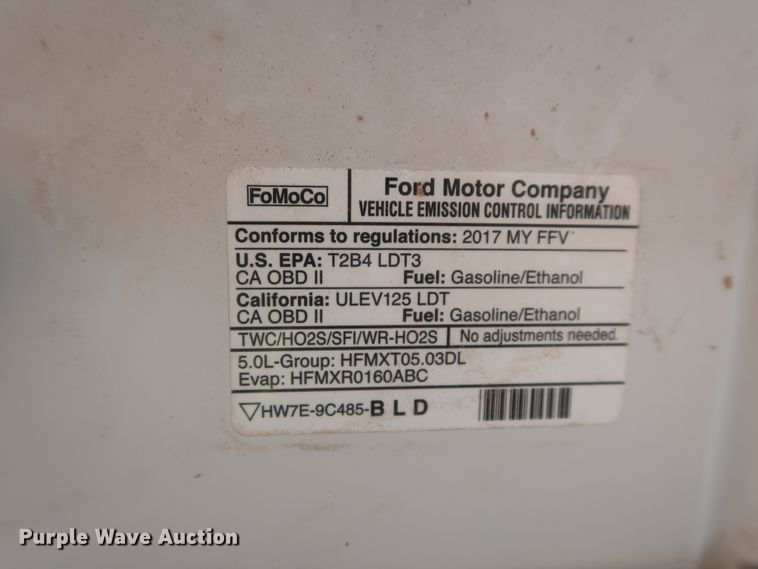 FoMoCo
Ford Motor Company
VEHICLE EMISSION CONTROL INFORMATION
Conforms to regulations: 2017 MY FFV
U.S. EPA: T2B4 LDT3
CA OBD II Fuel: Gasoline/Ethanol
California: ULEV125 LDT
CA OBD II Fuel: Gasoline/Ethanol
TWC/HO2S/SFI/WR-HO2S No adjustments needed.
5.0L-Group: HFMXT05.03DL
Evap: HFMXR0160ABC
HW7E-9C485-B L D
Purple Wave Auction